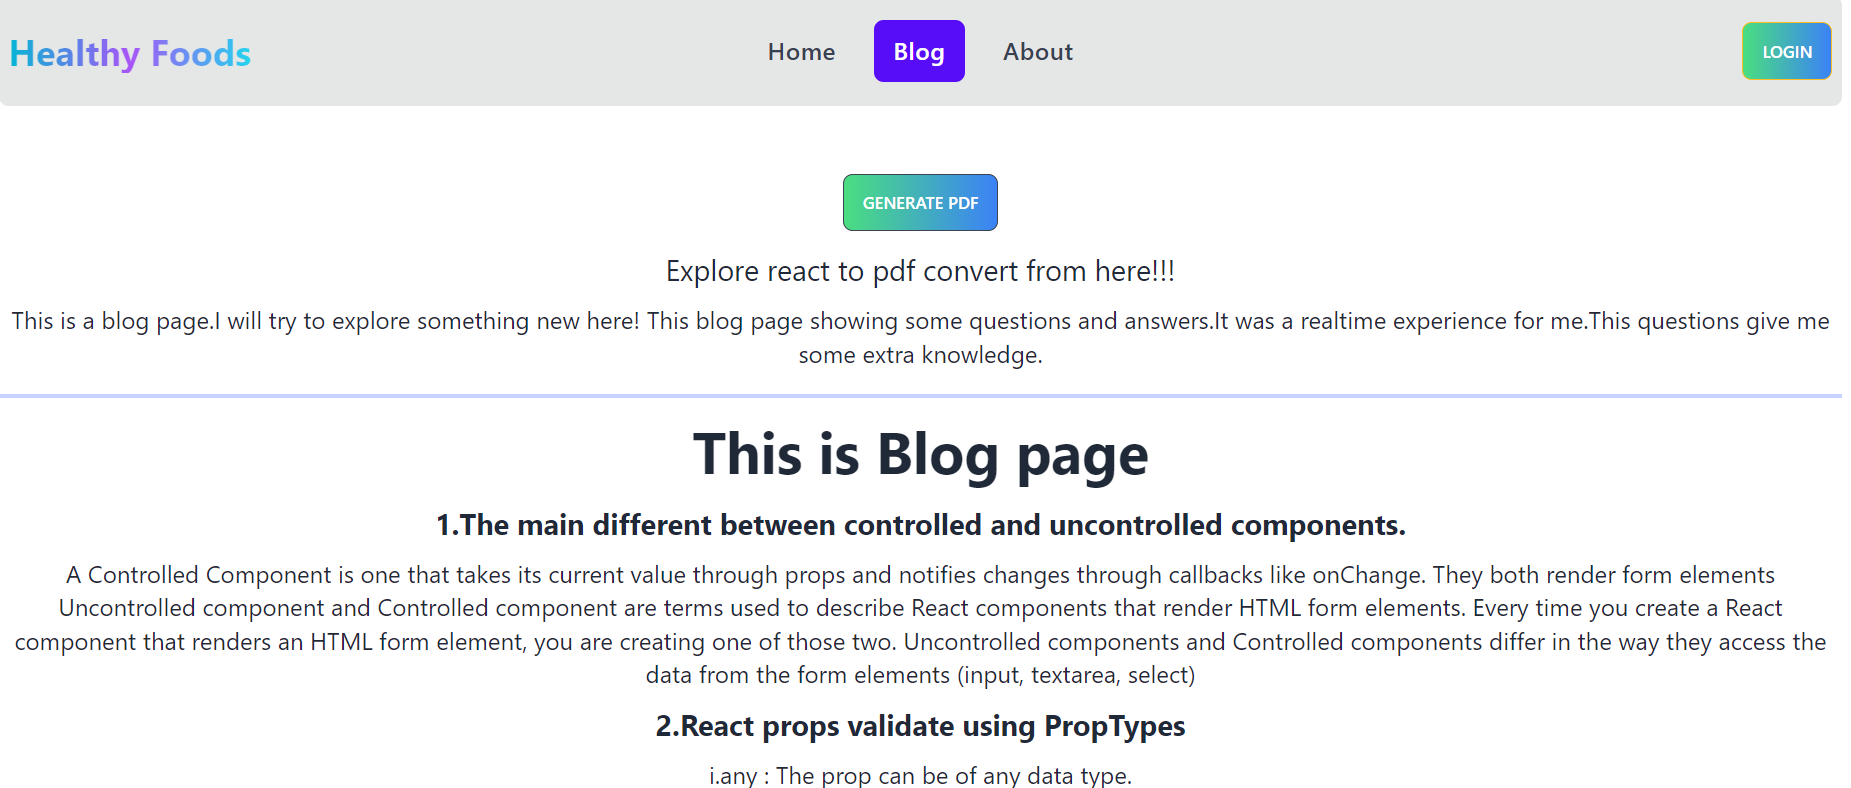 Healthy Foods
Home
Blog
About
LOGIN
GENERATE PDF
Explore react to pdf convert from here!!!
This is a blog page.I will try to explore something new here! This blog page showing some questions and answers.It was a realtime experience for me.This questions give me
some extra knowledge.
This is Blog page
1.The main different between controlled and uncontrolled components.
A Controlled Component is one that takes its current value through props and notifies changes through callbacks like onChange. They both render form elements
Uncontrolled component and Controlled component are terms used to describe React components that render HTML form elements. Every time you create a React
component that renders an HTML form element, you are creating one of those two. Uncontrolled components and Controlled components differ in the way they access the
data from the form elements (input, textarea, select)
2.React props validate using PropTypes
i.any : The prop can be of any data type.